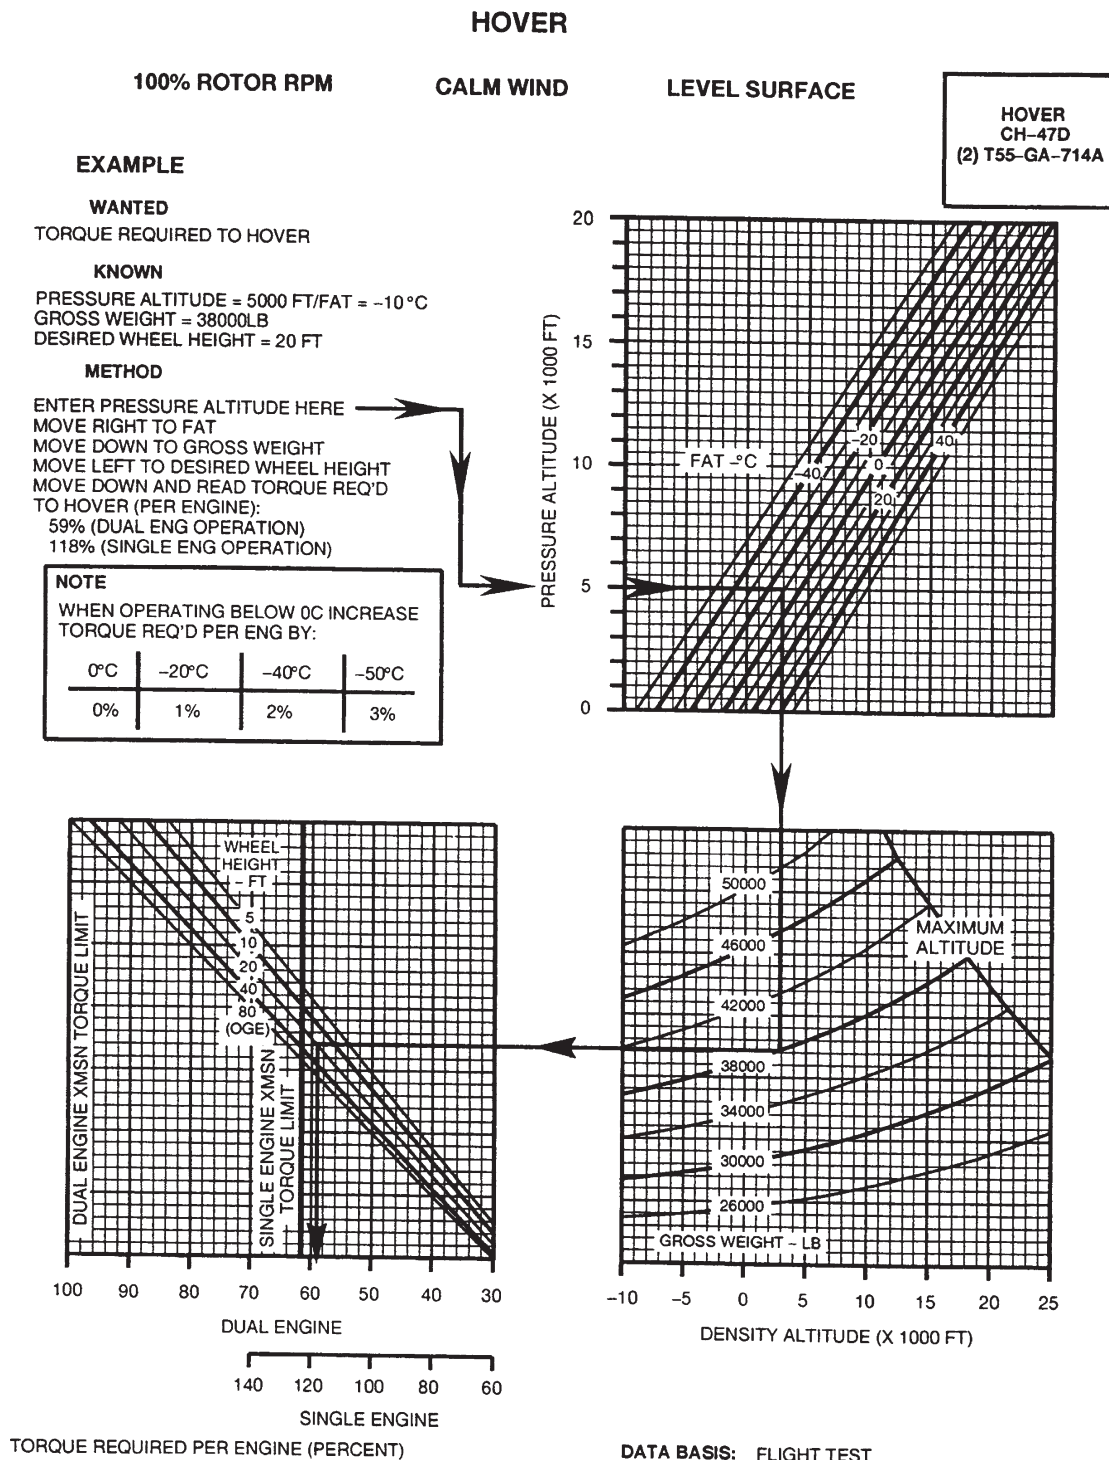 HOVER
100% ROTOR RPM CALM WIND LEVEL SURFACE
HOVER
CH–47D
(2) T55–GA–714A
EXAMPLE
WANTED
TORQUE REQUIRED TO HOVER
KNOWN
PRESSURE ALTITUDE = 5000 FT/FAT = –10°C
GROSS WEIGHT = 38000LB
DESIRED WHEEL HEIGHT = 20 FT
METHOD
ENTER PRESSURE ALTITUDE HERE
MOVE RIGHT TO FAT
MOVE DOWN TO GROSS WEIGHT
MOVE LEFT TO DESIRED WHEEL HEIGHT
MOVE DOWN AND READ TORQUE REQ'D
TO HOVER (PER ENGINE):
59% (DUAL ENG OPERATION)
118% (SINGLE ENG OPERATION)
NOTE
WHEN OPERATING BELOW 0C INCREASE
TORQUE REQ'D PER ENG BY:
0°C –20°C –40°C –50°C
0% 1% 2% 3%
PRESSURE ALTITUDE (X 1000 FT)
20
15
10
5
0
FAT –°C
–40
–20
0
20
40
WHEEL
HEIGHT
– FT
5
10
20
40
80
(OGE)
DUAL ENGINE XMSN TORQUE LIMIT
SINGLE ENGINE XMSN
TORQUE LIMIT
100 90 80 70 60 50 40 30
DUAL ENGINE
140 120 100 80 60
SINGLE ENGINE
TORQUE REQUIRED PER ENGINE (PERCENT)
50000
46000
42000
38000
34000
30000
26000
MAXIMUM
ALTITUDE
GROSS WEIGHT – LB
–10 –5 0 5 10 15 20 25
DENSITY ALTITUDE (X 1000 FT)
DATA BASIS: FLIGHT TEST